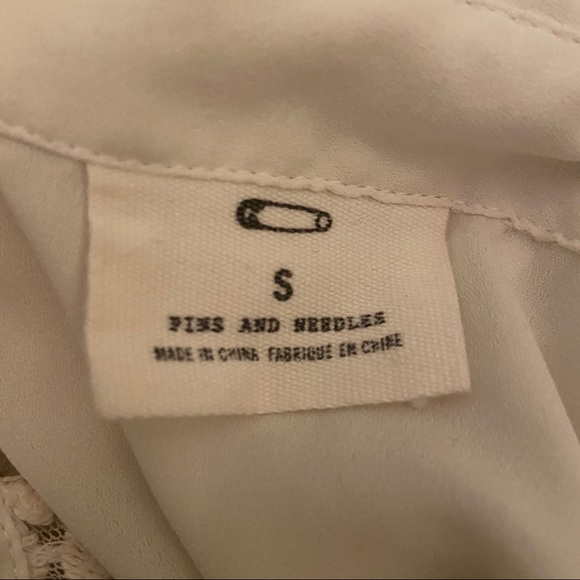 S
PINS AND NEEDLES
MADE IN CHINA FABRIQUE EN CHINE